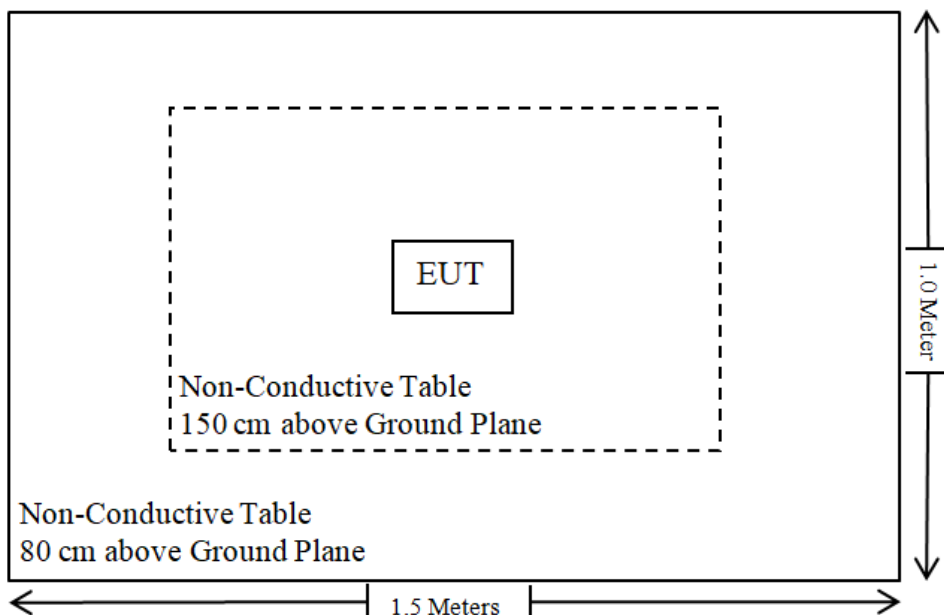 EUT
Non-Conductive Table
150 cm above Ground Plane
Non-Conductive Table
80 cm above Ground Plane
1.0 Meter
1.5 Meters